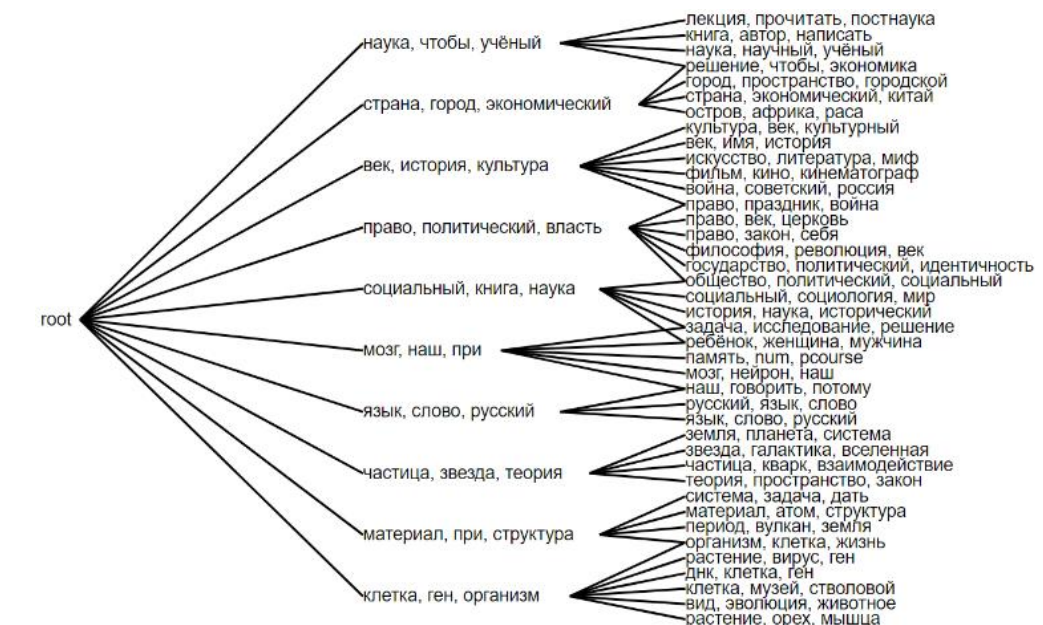 root
наука, чтобы, учёный
страна, город, экономический
век, история, культура
право, политический, власть
социальный, книга, наука
мозг, наш, при
язык, слово, русский
частица, звезда, теория
материал, при, структура
клетка, ген, организм
лекция, прочитать, постнаука
книга, автор, написать
наука, научный, учёный
решение, чтобы, экономика
город, пространство, городской
страна, экономический, китай
остров, африка, раса
культура, век, культурный
век, имя, история
искусство, литература, миф
фильм, кино, кинематограф
война, советский, россия
право, праздник, война
право, век, церковь
право, закон, себя
философия, революция, век
государство, политический, идентичность
общество, политический, социальный
социальный, социология, мир
история, наука, исторический
задача, исследование, решение
ребёнок, женщина, мужчина
память, num, pcourse
мозг, нейрон, наш
наш, говорить, потому
русский, язык, слово
язык, слово, русский
земля, планета, система
звезда, галактика, вселенная
частица, кварк, взаимодействие
теория, пространство, закон
система, задача, дать
материал, атом, структура
период, вулкан, земля
организм, клетка, жизнь
растение, вирус, ген
днк, клетка, ген
клетка, музей, стволовой
вид, эволюция, животное
растение, орех, мышца